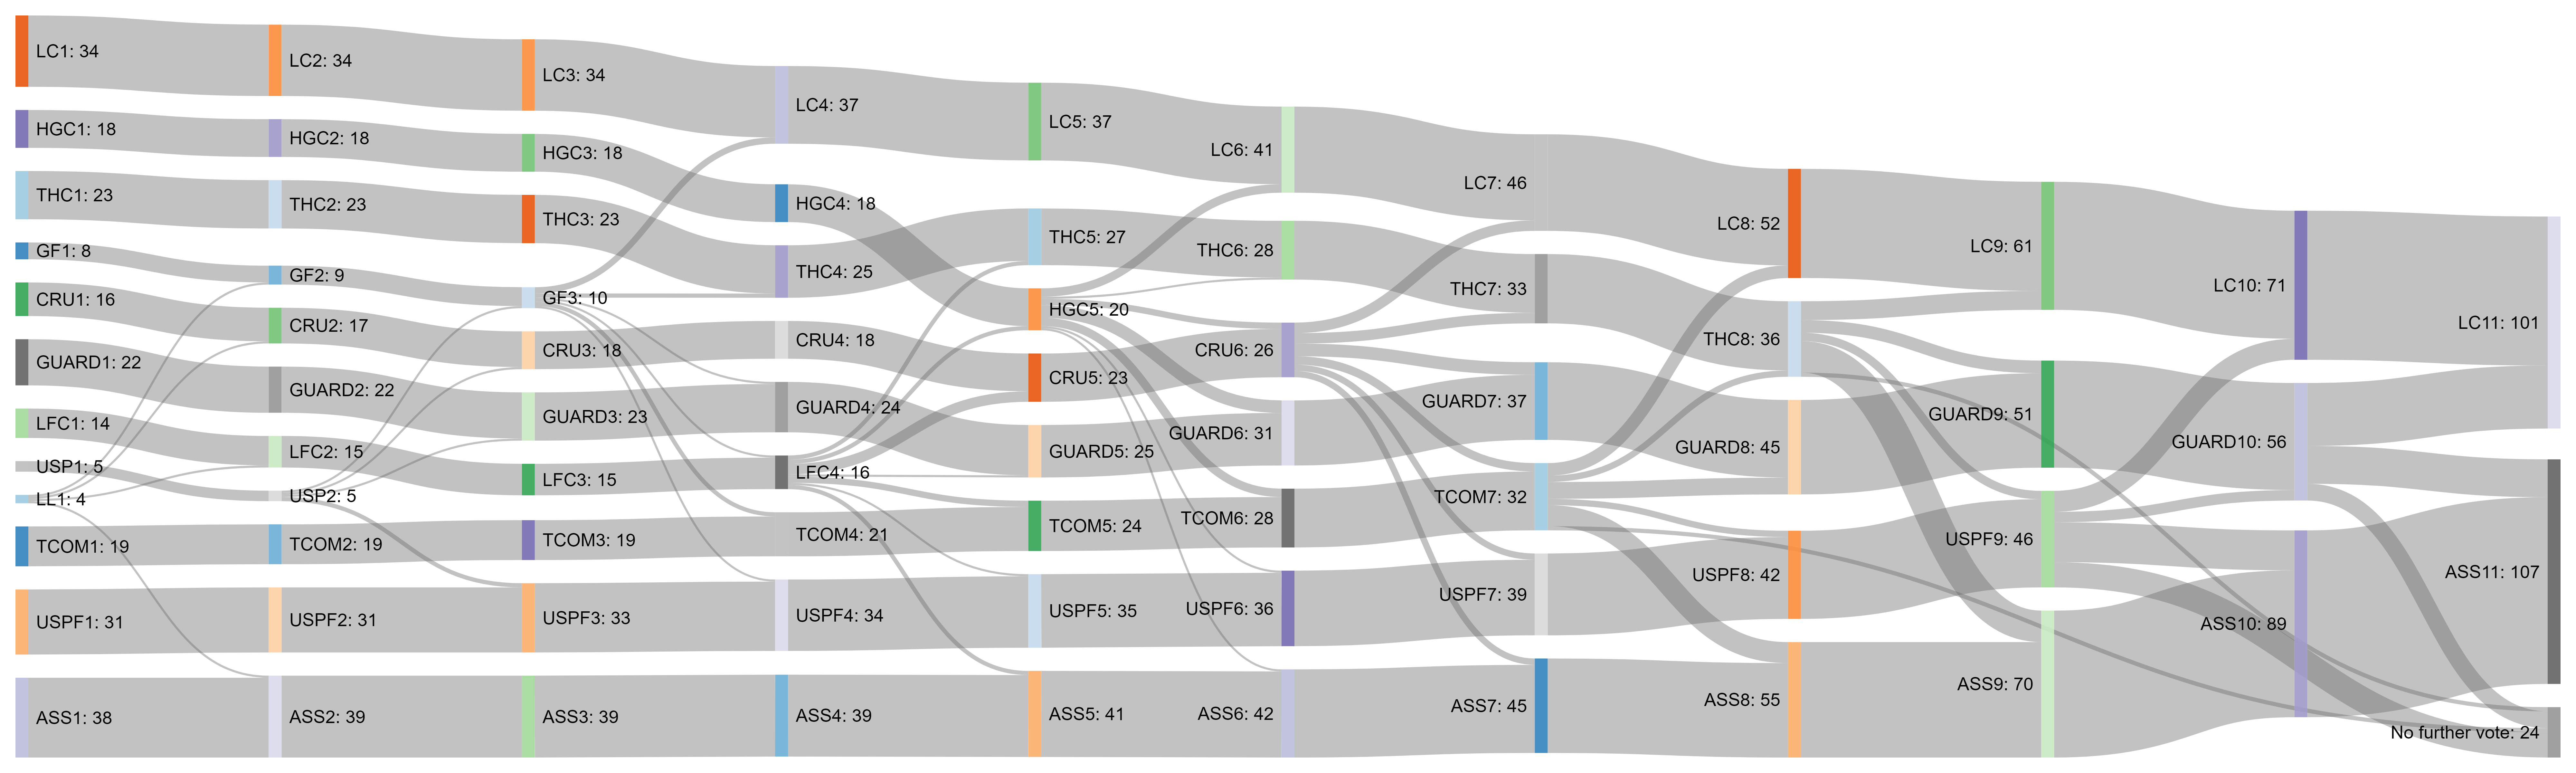 LC1: 34
HGC1: 18
THC1: 23
GF1: 8
CRU1: 16
GUARD1: 22
LFC1: 14
USP1: 5
LL1: 4
TCOM1: 19
USPF1: 31
ASS1: 38
LC2: 34
HGC2: 18
THC2: 23
GF2: 9
CRU2: 17
GUARD2: 22
LFC2: 15
USP2: 5
TCOM2: 19
USPF2: 31
ASS2: 39
LC3: 34
HGC3: 18
THC3: 23
GF3: 10
CRU3: 18
GUARD3: 23
LFC3: 15
TCOM3: 19
USPF3: 33
ASS3: 39
LC4: 37
HGC4: 18
THC4: 25
CRU4: 18
GUARD4: 24
LFC4: 16
TCOM4: 21
USPF4: 34
ASS4: 39
LC5: 37
THC5: 27
HGC5: 20
CRU5: 23
GUARD5: 25
TCOM5: 24
USPF5: 35
ASS5: 41
LC6: 41
THC6: 28
CRU6: 26
GUARD6: 31
TCOM6: 28
USPF6: 36
ASS6: 42
LC7: 46
THC7: 33
GUARD7: 37
TCOM7: 32
USPF7: 39
ASS7: 45
LC8: 52
THC8: 36
GUARD8: 45
USPF8: 42
ASS8: 55
LC9: 61
GUARD9: 51
USPF9: 46
ASS9: 70
LC10: 71
GUARD10: 56
ASS10: 89
LC11: 101
ASS11: 107
No further vote: 24